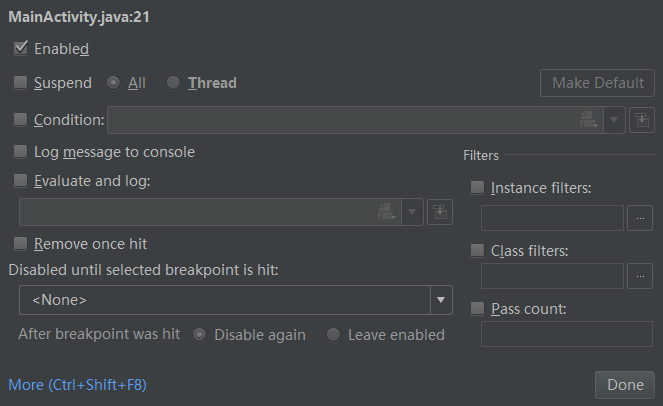 MainActivity.java:21
Enabled
Suspend All Thread Make Default
Condition:
Log message to console
Filters
Evaluate and log:
Instance filters:
...
Remove once hit
Class filters:
Disabled until selected breakpoint is hit:
...
<None>
Pass count:
After breakpoint was hit Disable again Leave enabled
More (Ctrl+Shift+F8)
Done